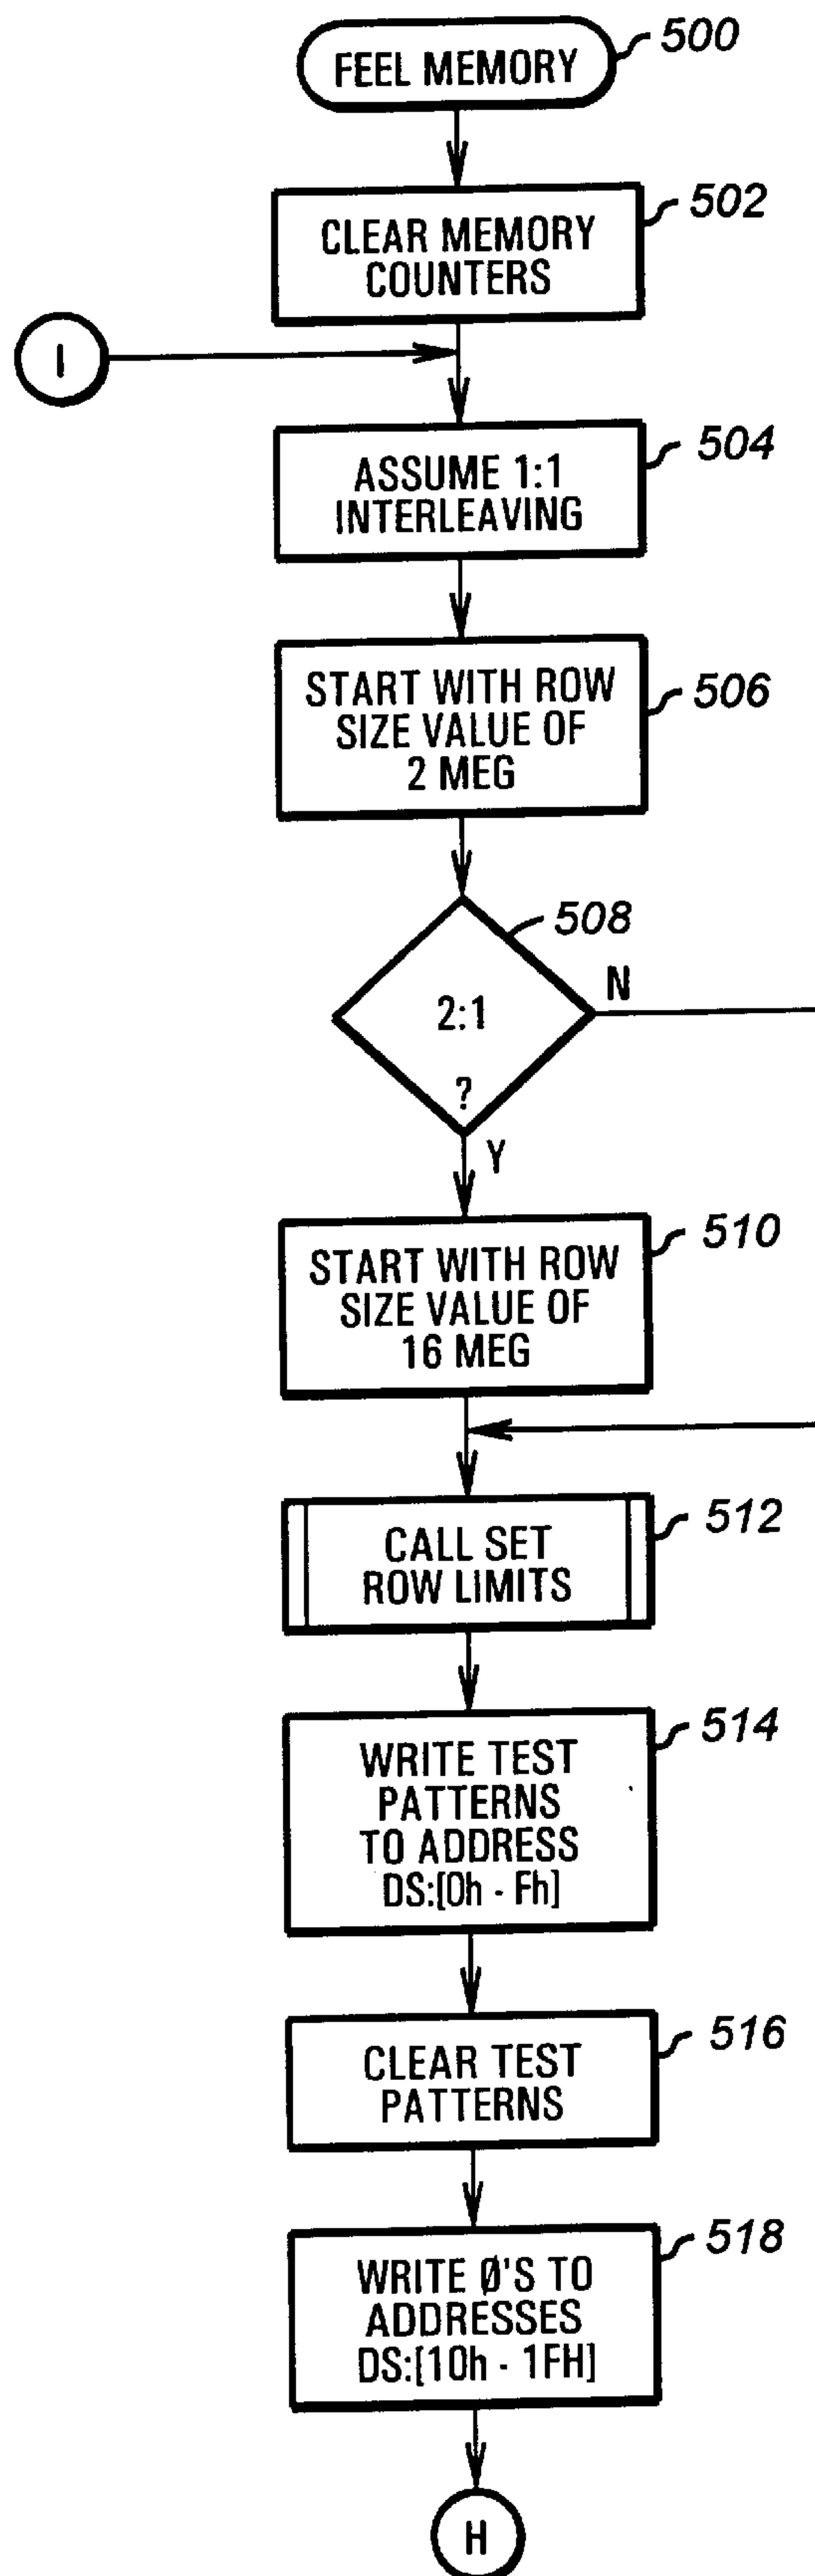 FEEL MEMORY
500
CLEAR MEMORY
COUNTERS
502
I
ASSUME 1:1
INTERLEAVING
504
START WITH ROW
SIZE VALUE OF
2 MEG
506
2:1
?
508
N
Y
START WITH ROW
SIZE VALUE OF
16 MEG
510
CALL SET
ROW LIMITS
512
WRITE TEST
PATTERNS
TO ADDRESS
DS:[0h - Fh]
514
CLEAR TEST
PATTERNS
516
WRITE Ø'S TO
ADDRESSES
DS:[10h - 1FH]
518
H